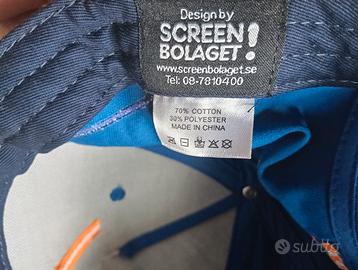 Design by
SCREEN
BOLAGET!
www.screenbolaget.se
Tel: 08-7810400
70% COTTON
30% POLYESTER
MADE IN CHINA
subito